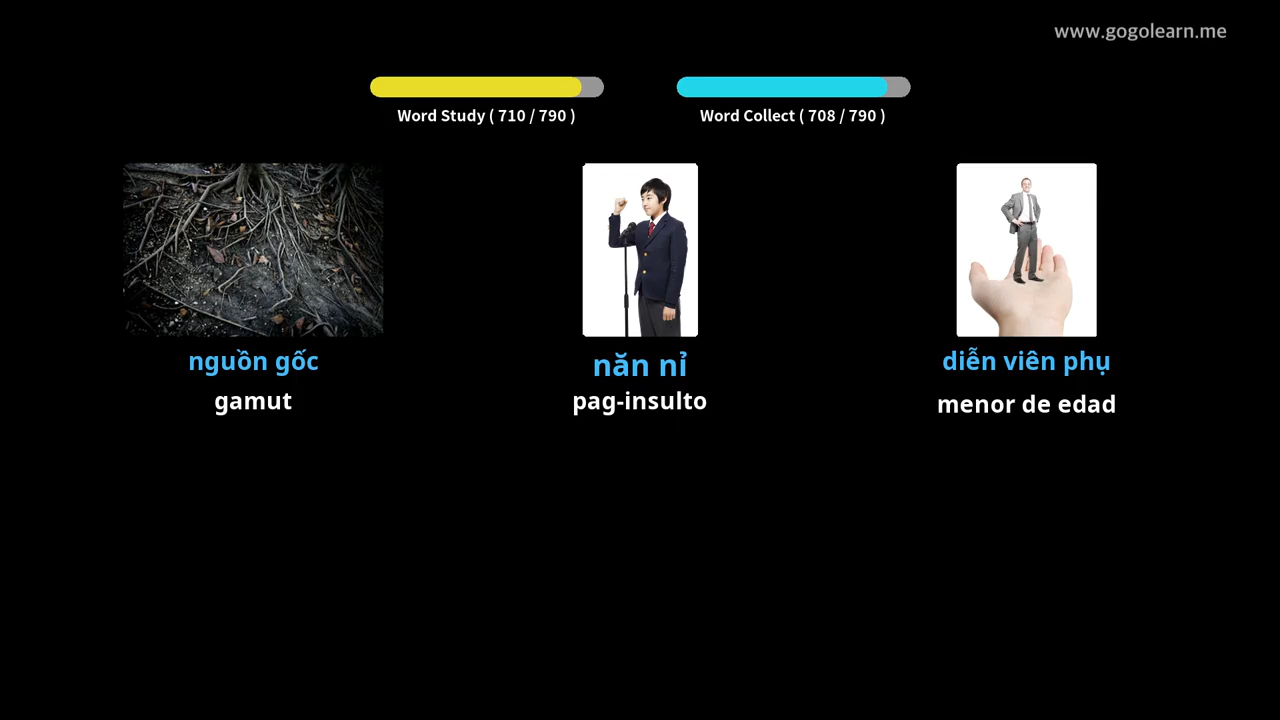 www.gogolearn.me
Word Study ( 710 / 790 )
Word Collect ( 708 / 790 )
nguồn gốc
năn nỉ
diễn viên phụ
gamut
pag-insulto
menor de edad